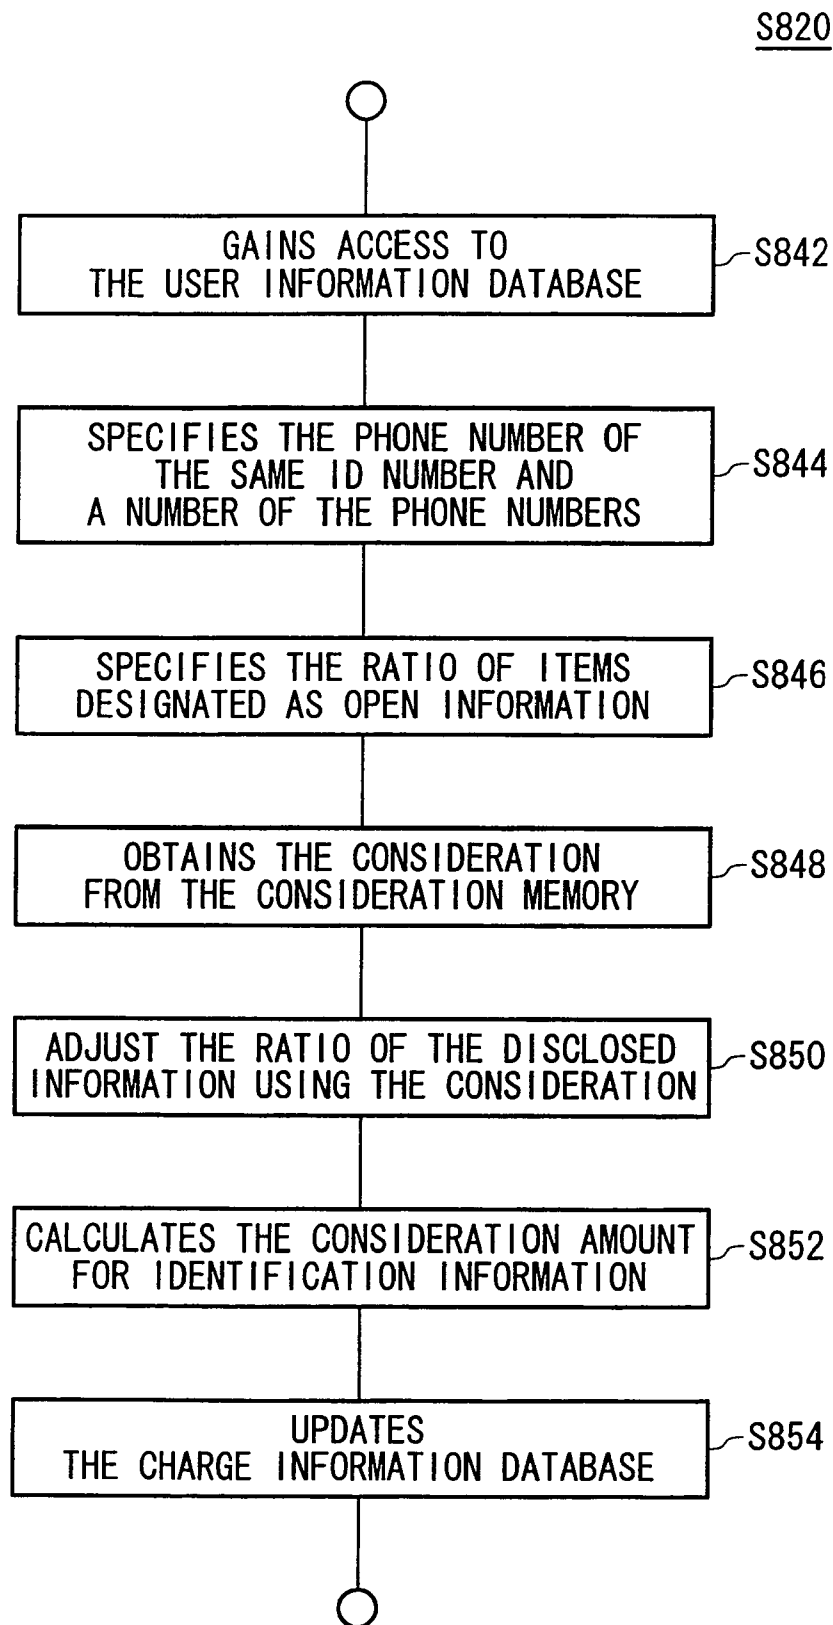 S820
GAINS ACCESS TO
THE USER INFORMATION DATABASE
S842
SPECIFIES THE PHONE NUMBER OF
THE SAME ID NUMBER AND
A NUMBER OF THE PHONE NUMBERS
S844
SPECIFIES THE RATIO OF ITEMS
DESIGNATED AS OPEN INFORMATION
S846
OBTAINS THE CONSIDERATION
FROM THE CONSIDERATION MEMORY
S848
ADJUST THE RATIO OF THE DISCLOSED
INFORMATION USING THE CONSIDERATION
S850
CALCULATES THE CONSIDERATION AMOUNT
FOR IDENTIFICATION INFORMATION
S852
UPDATES
THE CHARGE INFORMATION DATABASE
S854